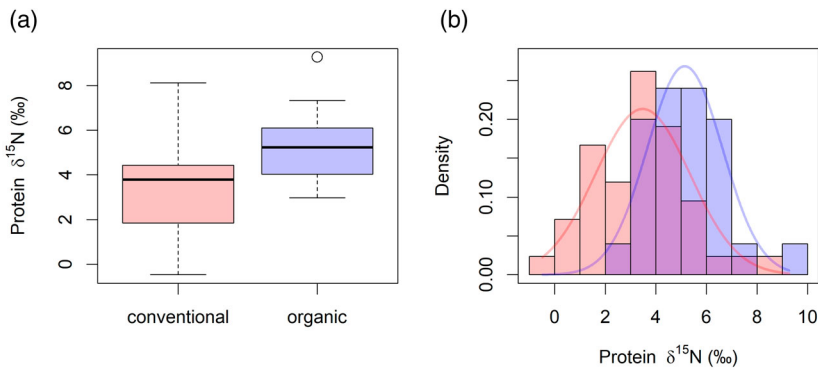 (a)
Protein δ¹⁵N (‰)
8
6
4
2
0
conventional
organic
(b)
Density
0.20
0.10
0.00
0
2
4
6
8
10
Protein δ¹⁵N (‰)